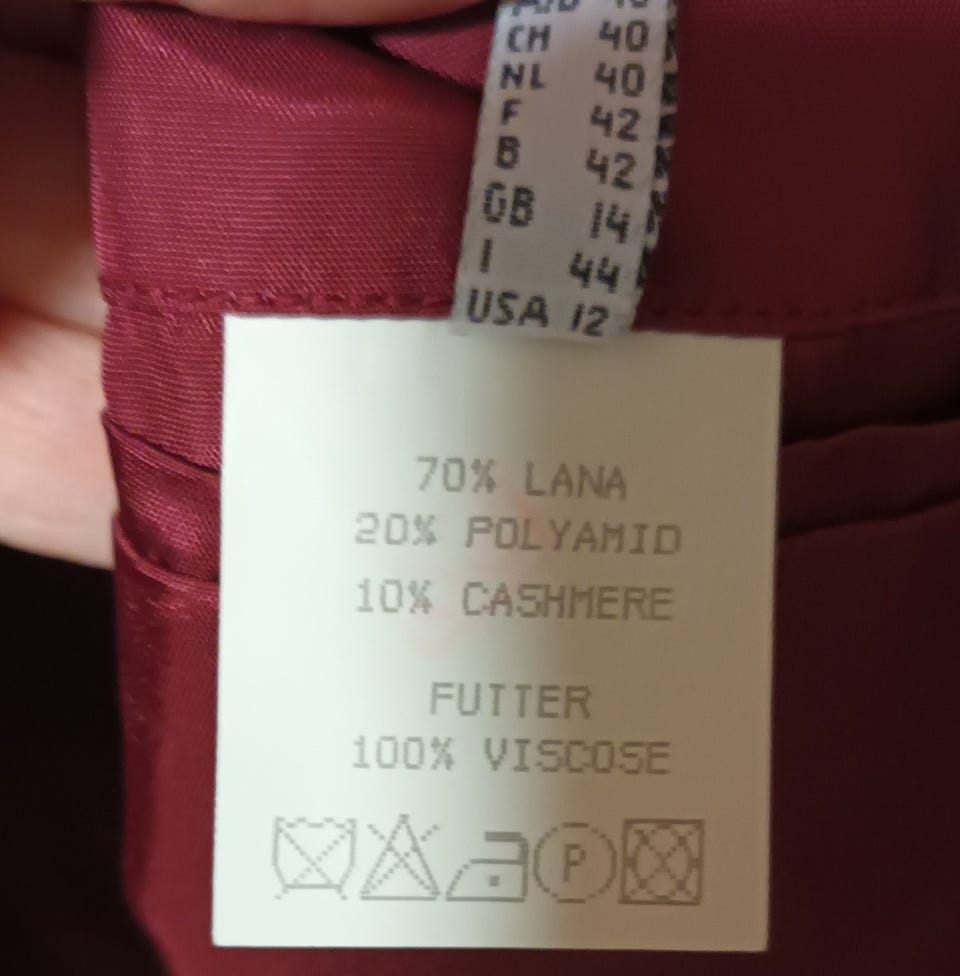 CH 40
NL 40
F 42
B 42
GB 14
I 44
USA 12
70% LANA
20% POLYAMID
10% CASHMERE
FUTTER
100% VISCOSE
P